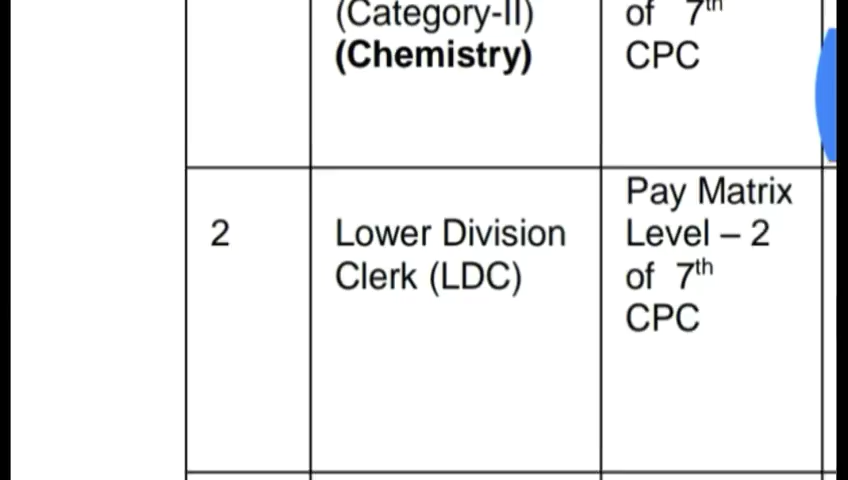 (Category-II)
(Chemistry)
of 7th
CPC
2
Lower Division
Clerk (LDC)
Pay Matrix
Level – 2
of 7th
CPC